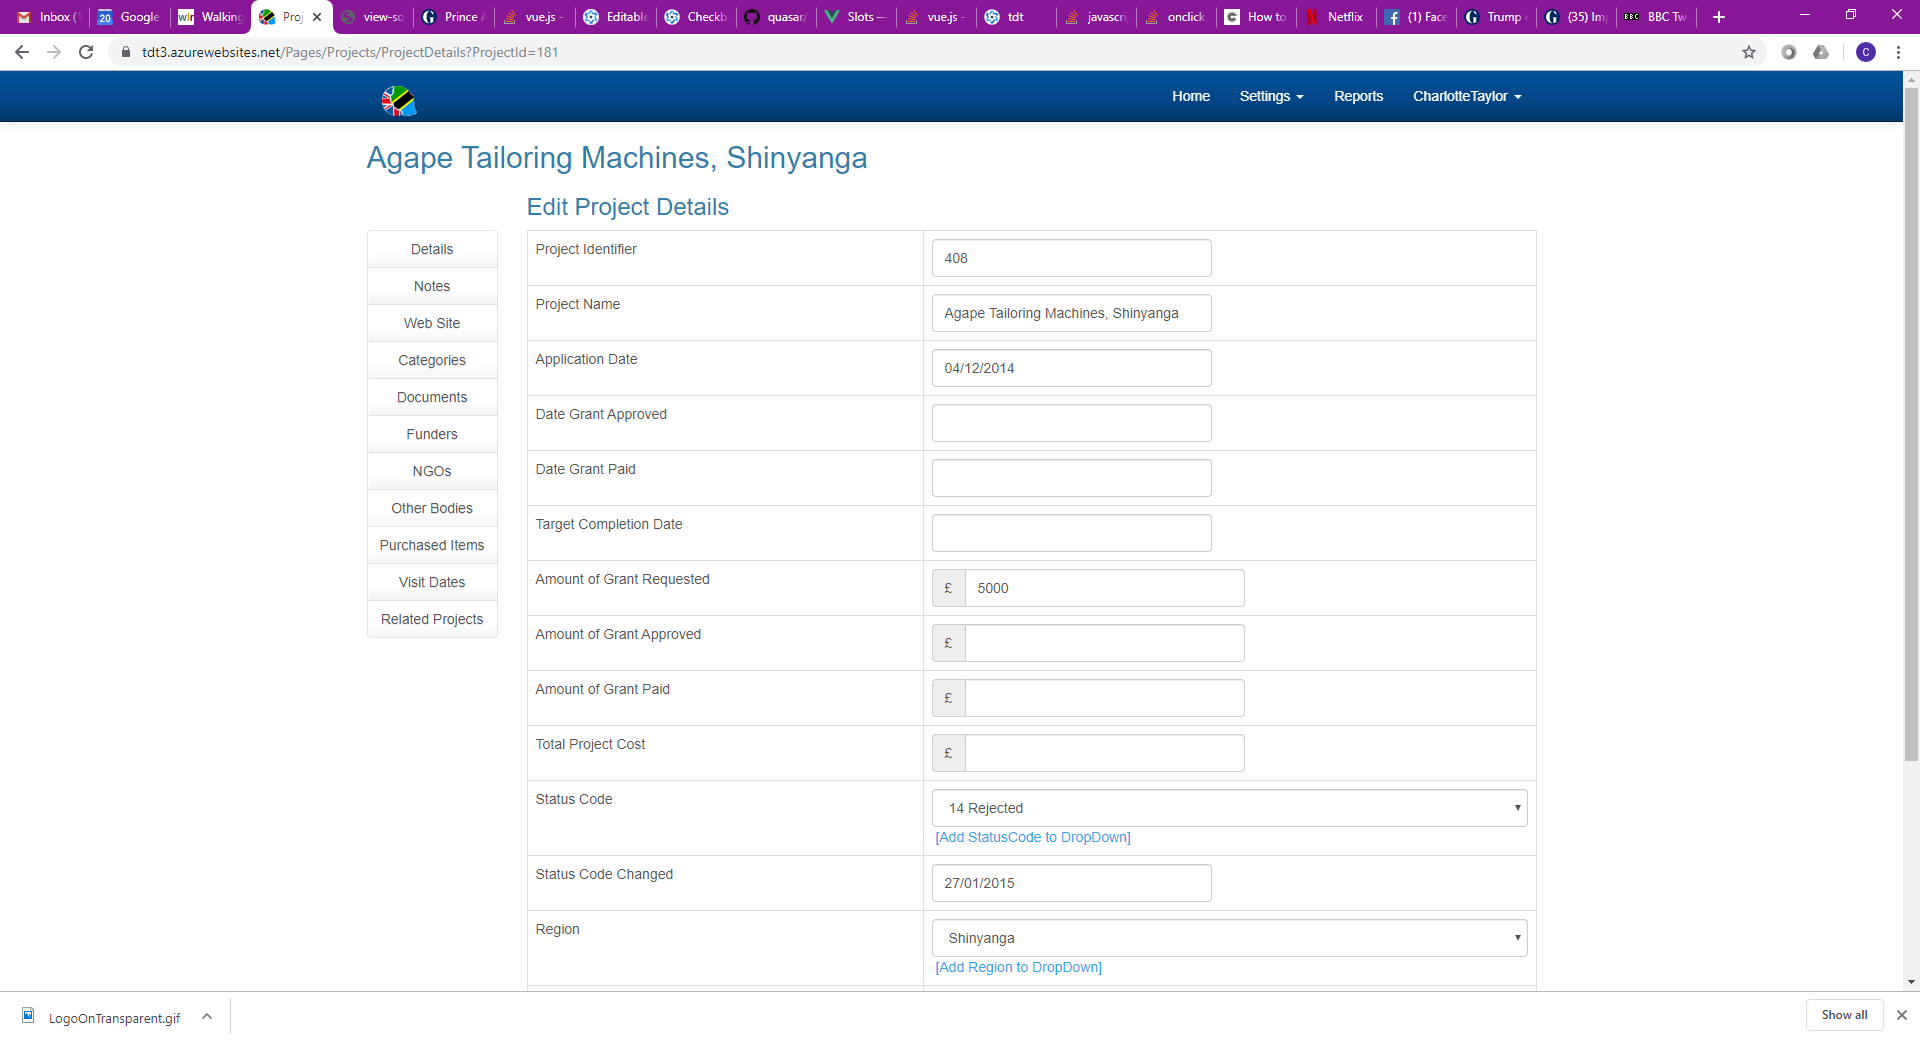 Inbox (
20 Google
wlr Walking
Proj
view-so
Prince A
vue.js -
Editable
Checkb
quasar/
Slots —
vue.js -
tdt
javascri
onclick
How to
Netflix
(1) Face
Trump
(35) Im
BBC BBC Tw
tdt3.azurewebsites.net/Pages/Projects/ProjectDetails?ProjectId=181
C
Home Settings Reports CharlotteTaylor
Agape Tailoring Machines, Shinyanga
Edit Project Details
Details
Notes
Web Site
Categories
Documents
Funders
NGOs
Other Bodies
Purchased Items
Visit Dates
Related Projects
Project Identifier 408
Project Name Agape Tailoring Machines, Shinyanga
Application Date 04/12/2014
Date Grant Approved
Date Grant Paid
Target Completion Date
Amount of Grant Requested £ 5000
Amount of Grant Approved £
Amount of Grant Paid £
Total Project Cost £
Status Code 14 Rejected
[Add StatusCode to DropDown]
Status Code Changed 27/01/2015
Region Shinyanga
[Add Region to DropDown]
LogoOnTransparent.gif
Show all